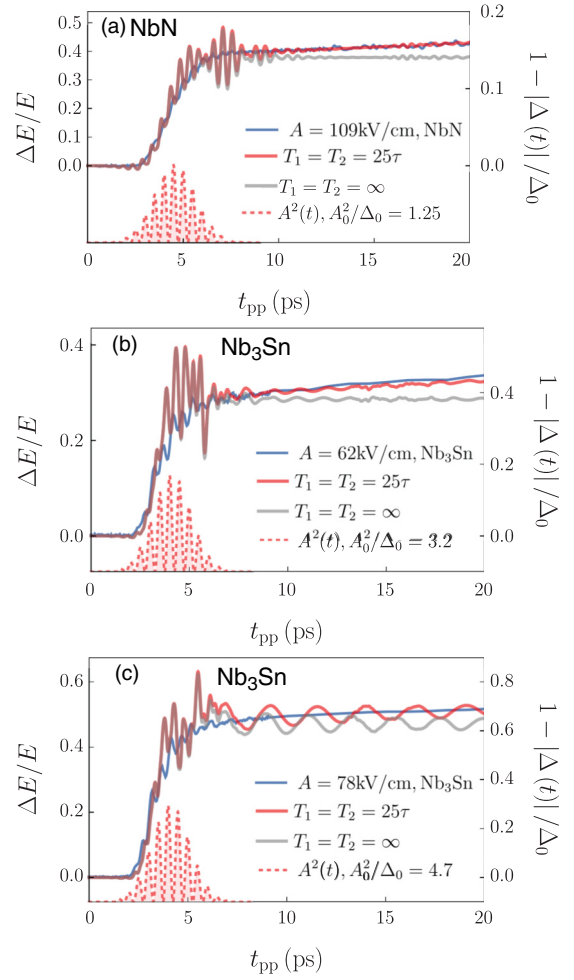 (a) NbN
0.5
0.4
0.3
0.2
0.1
0.0
ΔE/E
0.2
0.1
0.0
1 − |Δ(t)|/Δ₀
A = 109kV/cm, NbN
T₁ = T₂ = 25τ
T₁ = T₂ = ∞
A²(t), A₀²/Δ₀ = 1.25
0 5 10 15 20
t_pp (ps)
(b) Nb₃Sn
0.4
0.2
0.0
ΔE/E
0.4
0.2
0.0
1 − |Δ(t)|/Δ₀
A = 62kV/cm, Nb₃Sn
T₁ = T₂ = 25τ
T₁ = T₂ = ∞
A²(t), A₀²/Δ₀ = 3.2
0 5 10 15 20
t_pp (ps)
(c) Nb₃Sn
0.6
0.4
0.2
0.0
ΔE/E
0.8
0.6
0.4
0.2
0.0
1 − |Δ(t)|/Δ₀
A = 78kV/cm, Nb₃Sn
T₁ = T₂ = 25τ
T₁ = T₂ = ∞
A²(t), A₀²/Δ₀ = 4.7
0 5 10 15 20
t_pp (ps)